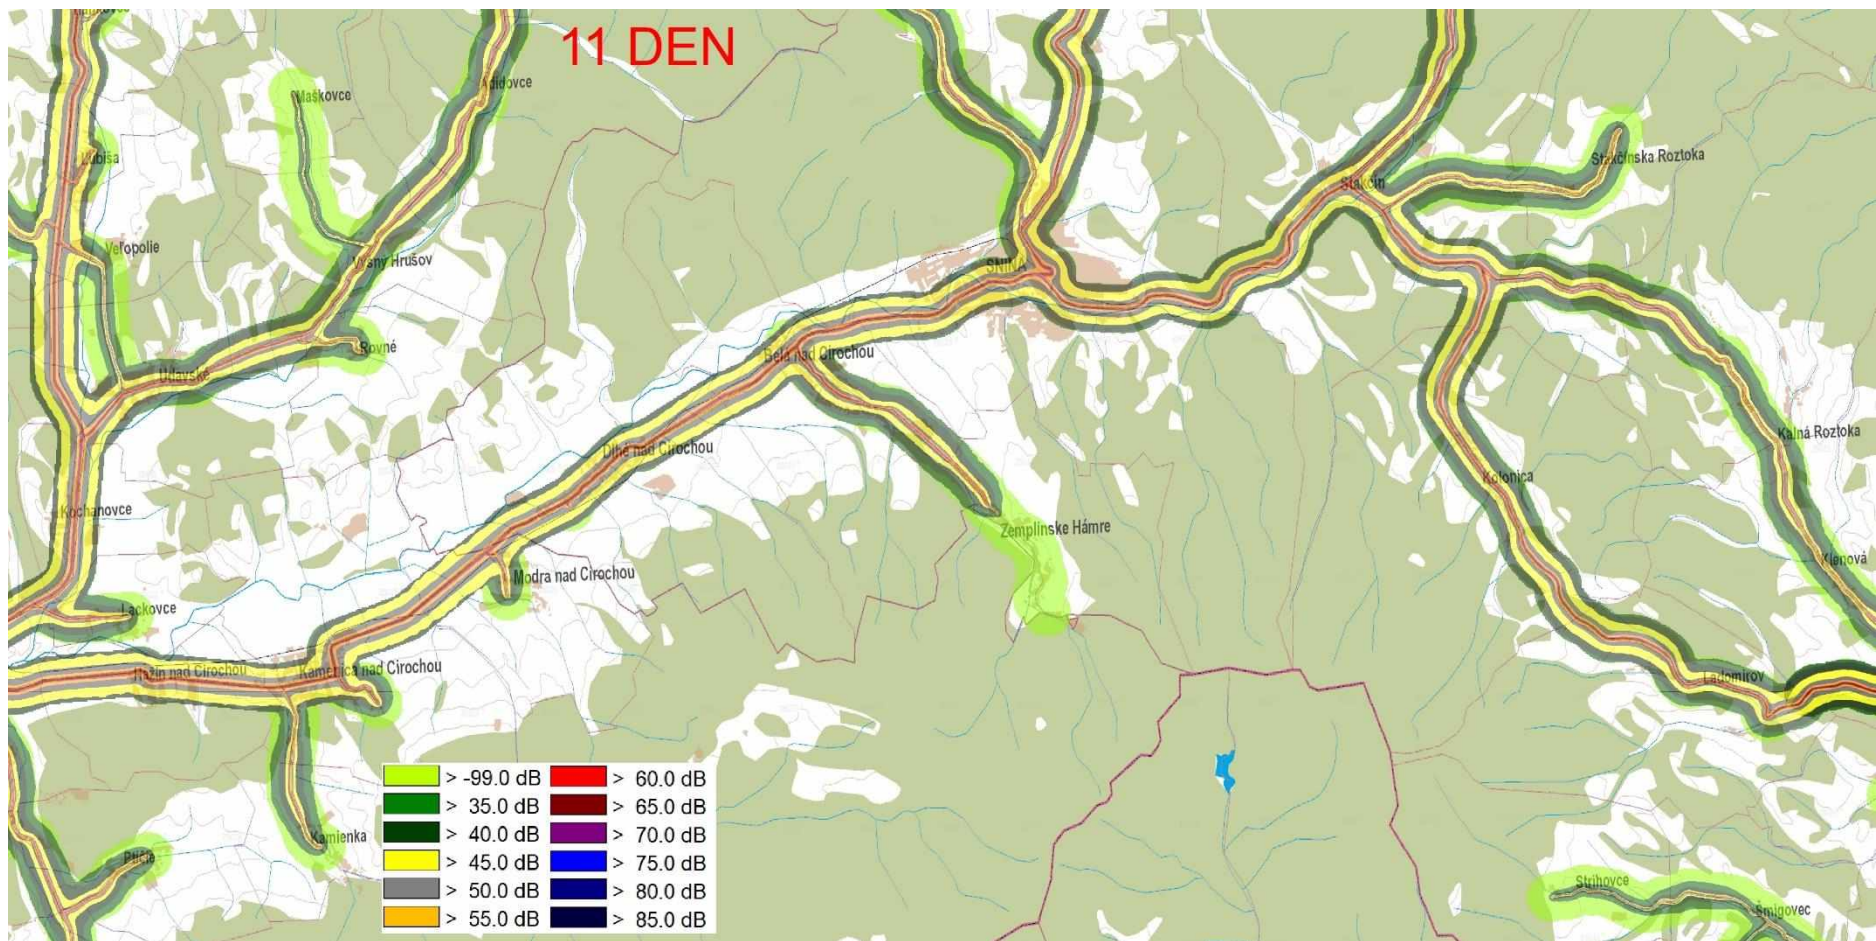 11 DEN
Maškovce
Adidovce
Ľubiša
Stakčínska Roztoka
Stakčín
Veľopolie
Vyšný Hrušov
SNINA
Rovné
Belá nad Cirochou
Udavské
Kalná Roztoka
Dlhé nad Cirochou
Kolonica
Kochanovce
Zemplínske Hámre
Klenová
Modra nad Cirochou
Lackovce
Hažín nad Cirochou
Kamenica nad Cirochou
Ladomirov
> -99.0 dB > 60.0 dB
> 35.0 dB > 65.0 dB
> 40.0 dB > 70.0 dB
> 45.0 dB > 75.0 dB
> 50.0 dB > 80.0 dB
> 55.0 dB > 85.0 dB
Kamienka
Ptičie
Strihovce
Šmigovec